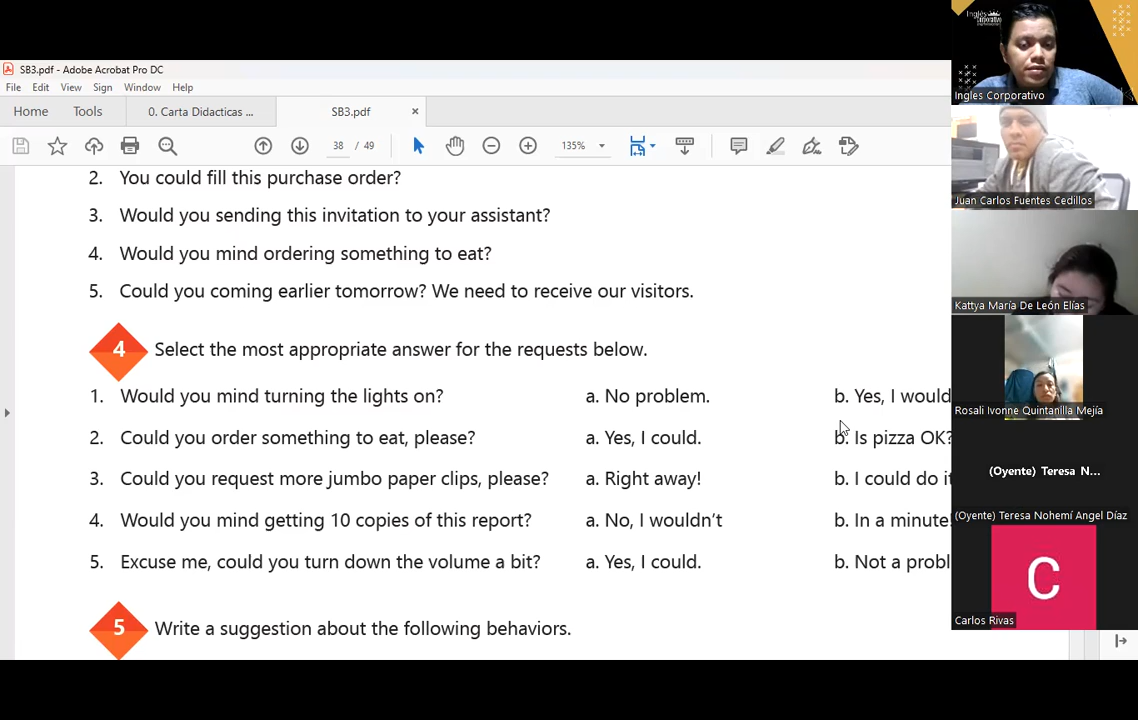 SB3.pdf - Adobe Acrobat Pro DC
File Edit View Sign Window Help
Home Tools 0. Carta Didacticas ... SB3.pdf ×
38 / 49 135%
2. You could fill this purchase order?
3. Would you sending this invitation to your assistant?
4. Would you mind ordering something to eat?
5. Could you coming earlier tomorrow? We need to receive our visitors.
4 Select the most appropriate answer for the requests below.
1. Would you mind turning the lights on? a. No problem. b. Yes, I would
2. Could you order something to eat, please? a. Yes, I could. b. Is pizza OK?
3. Could you request more jumbo paper clips, please? a. Right away! b. I could do it
4. Would you mind getting 10 copies of this report? a. No, I wouldn't b. In a minute!
5. Excuse me, could you turn down the volume a bit? a. Yes, I could. b. Not a probl
5 Write a suggestion about the following behaviors.
Inglés
Corporativo
Ingles Corporativo
Juan Carlos Fuentes Cedillos
Kattya María De León Elías
Rosali Ivonne Quintanilla Mejía
(Oyente) Teresa N...
(Oyente) Teresa Nohemí Angel Díaz
C
Carlos Rivas